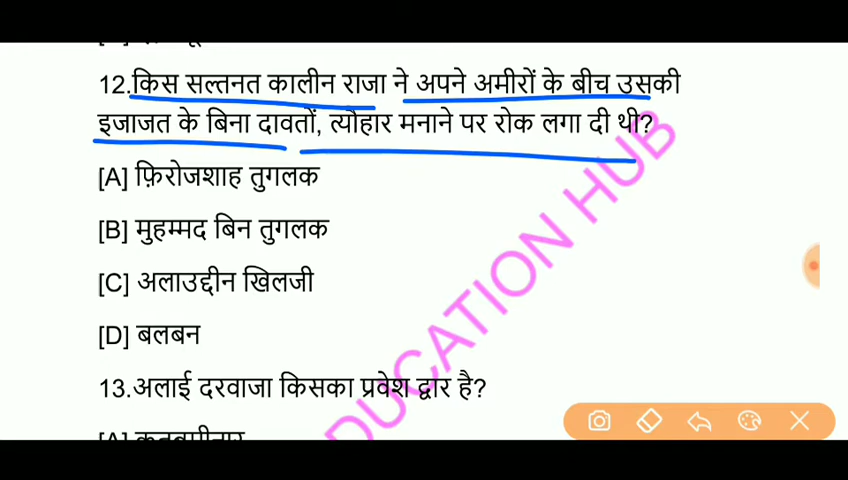 12.किस सल्तनत कालीन राजा ने अपने अमीरों के बीच उसकी
इजाजत के बिना दावतों, त्यौहार मनाने पर रोक लगा दी थी?
[A] फ़िरोजशाह तुगलक
[B] मुहम्मद बिन तुगलक
[C] अलाउद्दीन खिलजी
[D] बलबन
13.अलाई दरवाजा किसका प्रवेश द्वार है?
[A] कुतुबमीनार
DUCATION HUB